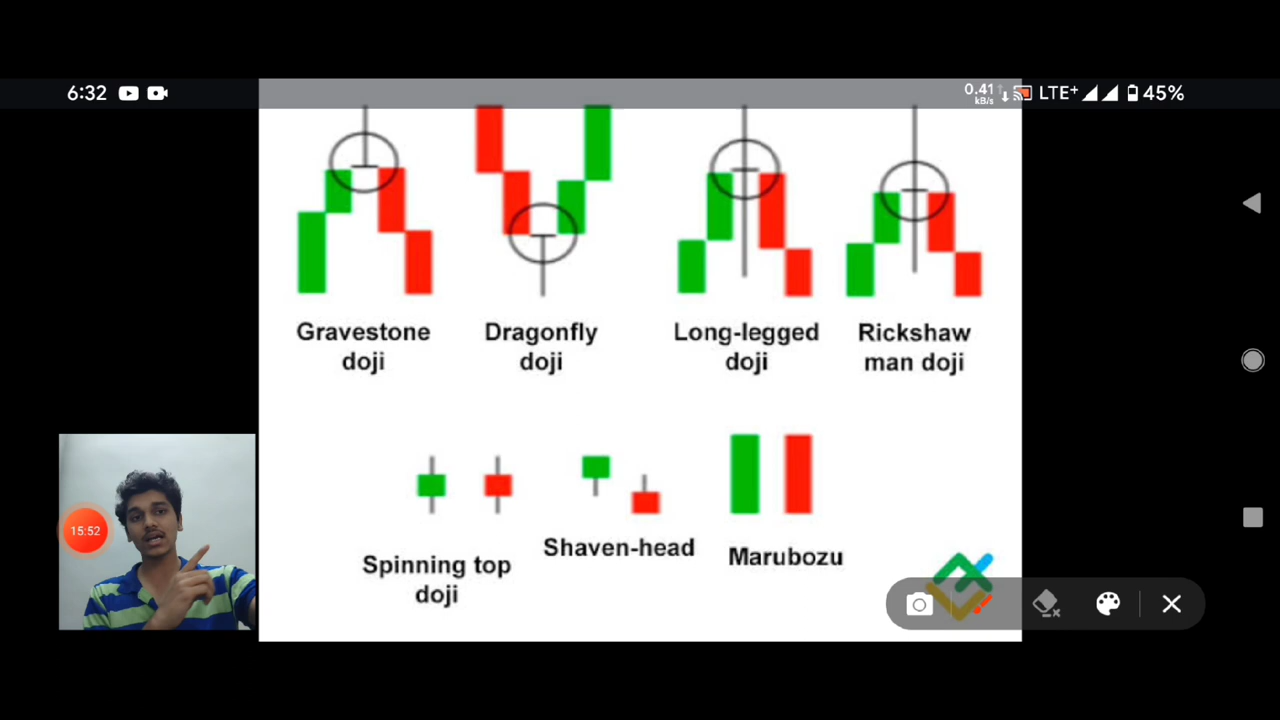 6:32
0.41
kB/s
LTE+
45%
Gravestone
doji
Dragonfly
doji
Long-legged
doji
Rickshaw
man doji
Spinning top
doji
Shaven-head
Marubozu
15:52